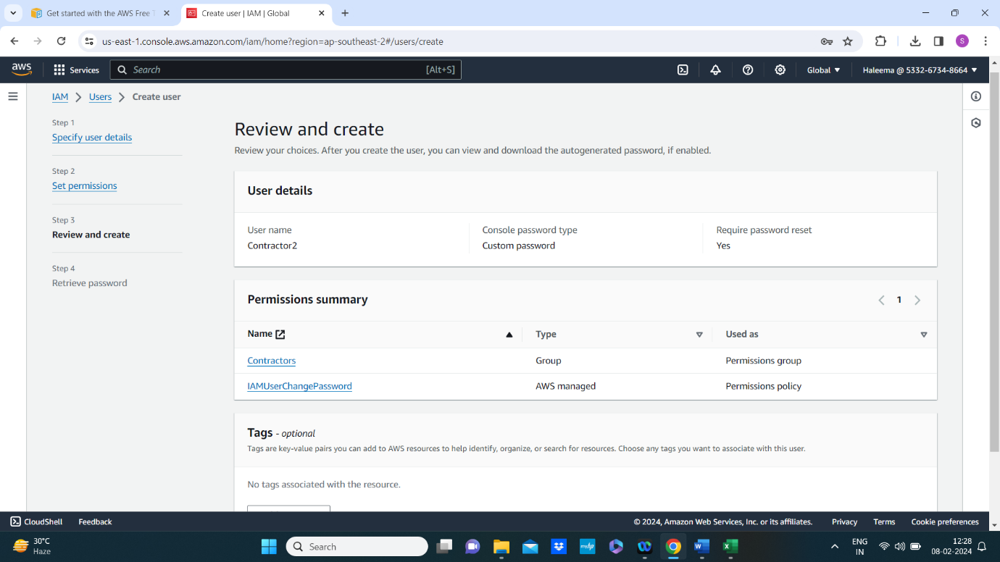 Get started with the AWS Free T
Create user | IAM | Global
us-east-1.console.aws.amazon.com/iam/home?region=ap-southeast-2#/users/create
S
aws
Services
Search
[Alt+S]
Global
Haleema @ 5332-6734-8664
IAM
Users
Create user
Step 1
Specify user details
Step 2
Set permissions
Step 3
Review and create
Step 4
Retrieve password
Review and create
Review your choices. After you create the user, you can view and download the autogenerated password, if enabled.
User details
User name
Console password type
Require password reset
Contractor2
Custom password
Yes
Permissions summary
1
Name
Type
Used as
Contractors
Group
Permissions group
IAMUserChangePassword
AWS managed
Permissions policy
Tags - optional
Tags are key-value pairs you can add to AWS resources to help identify, organize, or search for resources. Choose any tags you want to associate with this user.
No tags associated with the resource.
CloudShell
Feedback
© 2024, Amazon Web Services, Inc. or its affiliates.
Privacy
Terms
Cookie preferences
30°C
Haze
Search
ENG
IN
12:28
08-02-2024